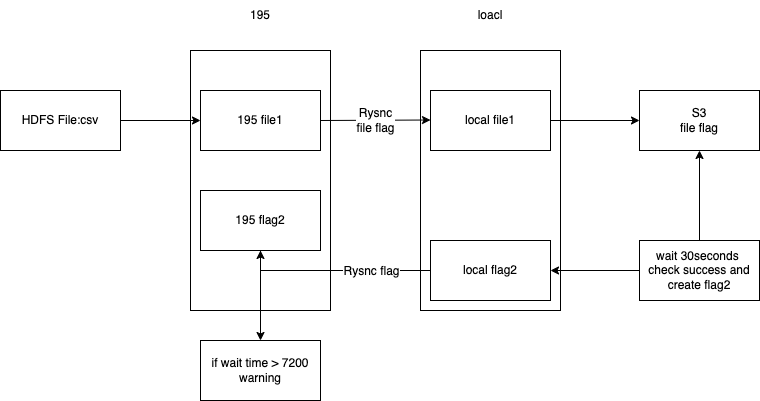 195
loacl
HDFS File:csv
195 file1
Rysnc
file flag
local file1
S3
file flag
195 flag2
Rysnc flag
local flag2
wait 30seconds
check success and
create flag2
if wait time > 7200
warning